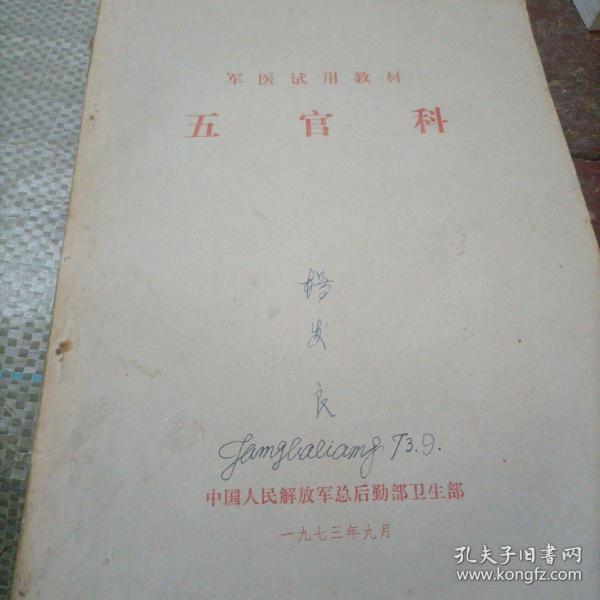 军医试用教材
五官科
杨
发
良
73.9.
中国人民解放军总后勤部卫生部
一九七三年九月
孔夫子旧书网
www.kongfz.com